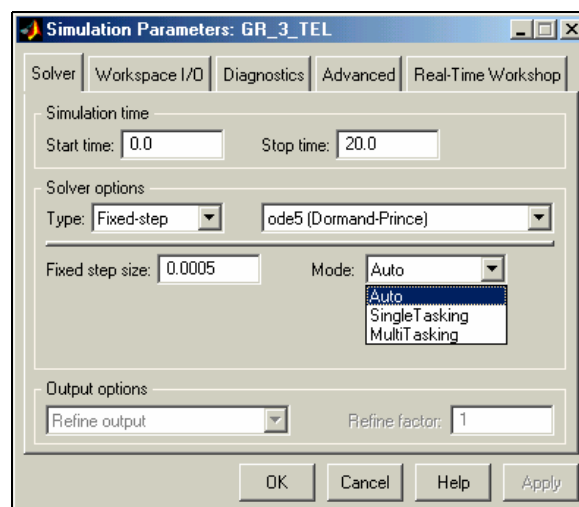 Simulation Parameters: GR_3_TEL
Solver Workspace I/O Diagnostics Advanced Real-Time Workshop
Simulation time
Start time: 0.0 Stop time: 20.0
Solver options
Type: Fixed-step ode5 (Dormand-Prince)
Fixed step size: 0.0005 Mode: Auto
Auto
SingleTasking
MultiTasking
Output options
Refine output Refine factor: 1
OK Cancel Help Apply